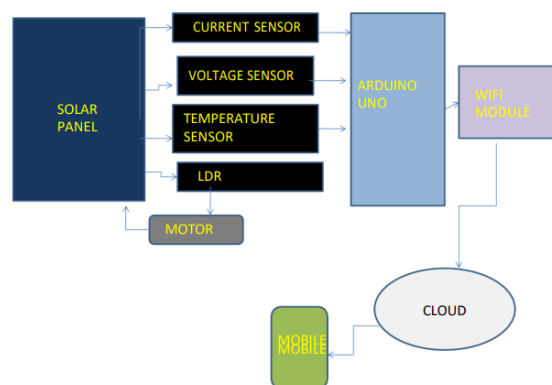 CURRENT SENSOR
VOLTAGE SENSOR
SOLAR
PANEL
TEMPERATURE
SENSOR
LDR
MOTOR
ARDUINO
UNO
WIFI
MODULE
CLOUD
MOBILE
MOBILE